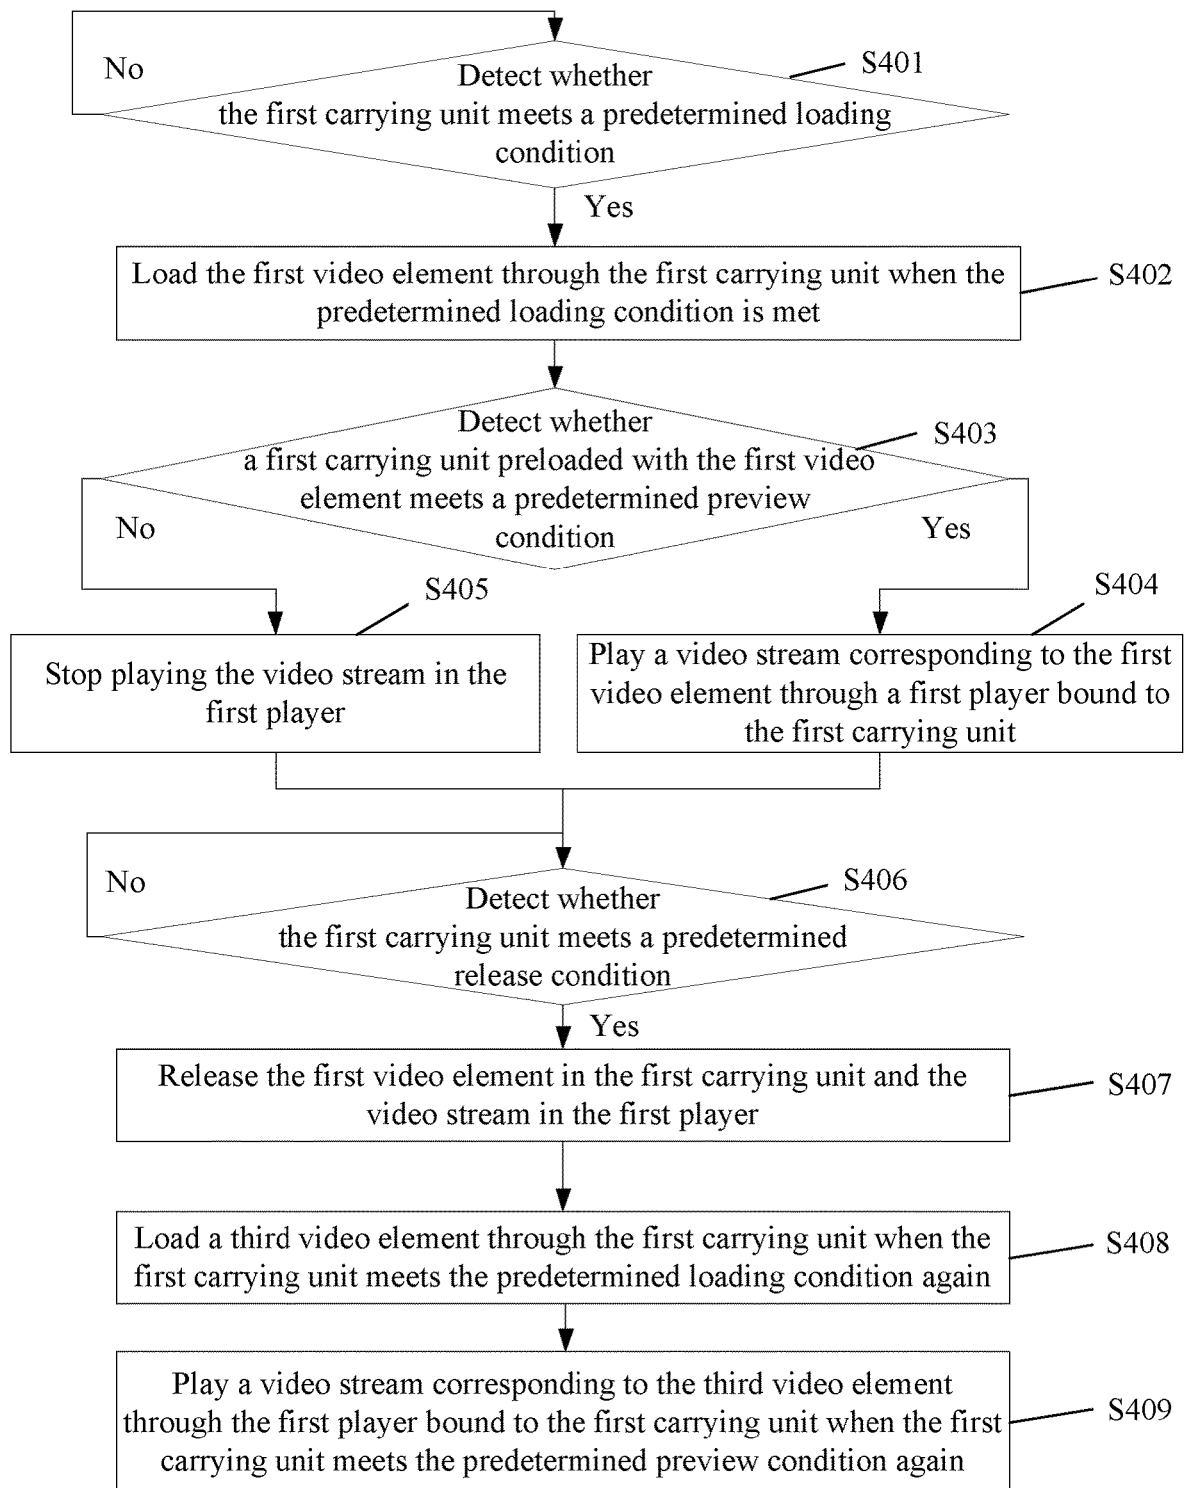 No
S401
Detect whether
the first carrying unit meets a predetermined loading
condition
Yes
Load the first video element through the first carrying unit when the
predetermined loading condition is met
S402
Detect whether
a first carrying unit preloaded with the first video
element meets a predetermined preview
condition
S403
No
Yes
S405
S404
Stop playing the video stream in the
first player
Play a video stream corresponding to the first
video element through a first player bound to
the first carrying unit
No
S406
Detect whether
the first carrying unit meets a predetermined
release condition
Yes
Release the first video element in the first carrying unit and the
video stream in the first player
S407
Load a third video element through the first carrying unit when the
first carrying unit meets the predetermined loading condition again
S408
Play a video stream corresponding to the third video element
through the first player bound to the first carrying unit when the first
carrying unit meets the predetermined preview condition again
S409